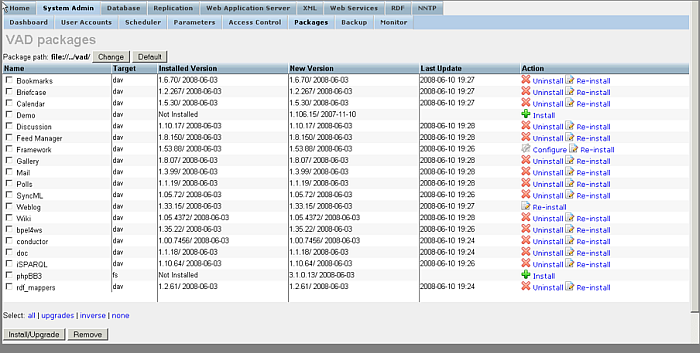 Home System Admin Database Replication Web Application Server XML Web Services RDF NNTP
Dashboard User Accounts Scheduler Parameters Access Control Packages Backup Monitor
VAD packages
Package path: file://../vad/ Change Default
Name Target Installed Version New Version Last Update Action
Bookmarks dav 1.6.70/ 2008-06-03 1.6.70/ 2008-06-03 2008-06-10 19:27 Uninstall Re-install
Briefcase dav 1.2.267/ 2008-06-03 1.2.267/ 2008-06-03 2008-06-10 19:27 Uninstall Re-install
Calendar dav 1.5.30/ 2008-06-03 1.5.30/ 2008-06-03 2008-06-10 19:27 Uninstall Re-install
Demo dav Not Installed 1.106.15/ 2007-11-10 Install
Discussion dav 1.10.17/ 2008-06-03 1.10.17/ 2008-06-03 2008-06-10 19:28 Uninstall Re-install
Feed Manager dav 1.8.150/ 2008-06-03 1.8.150/ 2008-06-03 2008-06-10 19:28 Uninstall Re-install
Framework dav 1.53.88/ 2008-06-03 1.53.88/ 2008-06-03 2008-06-10 19:26 Configure Re-install
Gallery dav 1.8.07/ 2008-06-03 1.8.07/ 2008-06-03 2008-06-10 19:28 Uninstall Re-install
Mail dav 1.3.99/ 2008-06-03 1.3.99/ 2008-06-03 2008-06-10 19:28 Uninstall Re-install
Polls dav 1.1.19/ 2008-06-03 1.1.19/ 2008-06-03 2008-06-10 19:28 Uninstall Re-install
SyncML dav 1.05.72/ 2008-06-03 1.05.72/ 2008-06-03 2008-06-10 19:26 Uninstall Re-install
Weblog dav 1.33.15/ 2008-06-03 1.33.15/ 2008-06-03 2008-06-10 19:27 Re-install
Wiki dav 1.05.4372/ 2008-06-03 1.05.4372/ 2008-06-03 2008-06-10 19:28 Uninstall Re-install
bpel4ws dav 1.35.22/ 2008-06-03 1.35.22/ 2008-06-03 2008-06-10 19:28 Uninstall Re-install
conductor dav 1.00.7456/ 2008-06-03 1.00.7456/ 2008-06-03 2008-06-10 19:24 Uninstall Re-install
doc dav 1.1.18/ 2008-06-03 1.1.18/ 2008-06-03 2008-06-10 19:24 Uninstall Re-install
iSPARQL dav 1.10.64/ 2008-06-03 1.10.64/ 2008-06-03 2008-06-10 19:26 Uninstall Re-install
phpBB3 fs Not Installed 3.1.0.13/ 2008-06-03 Install
rdf_mappers dav 1.2.61/ 2008-06-03 1.2.61/ 2008-06-03 2008-06-10 19:24 Uninstall Re-install
Select: all | upgrades | inverse | none
Install/Upgrade Remove